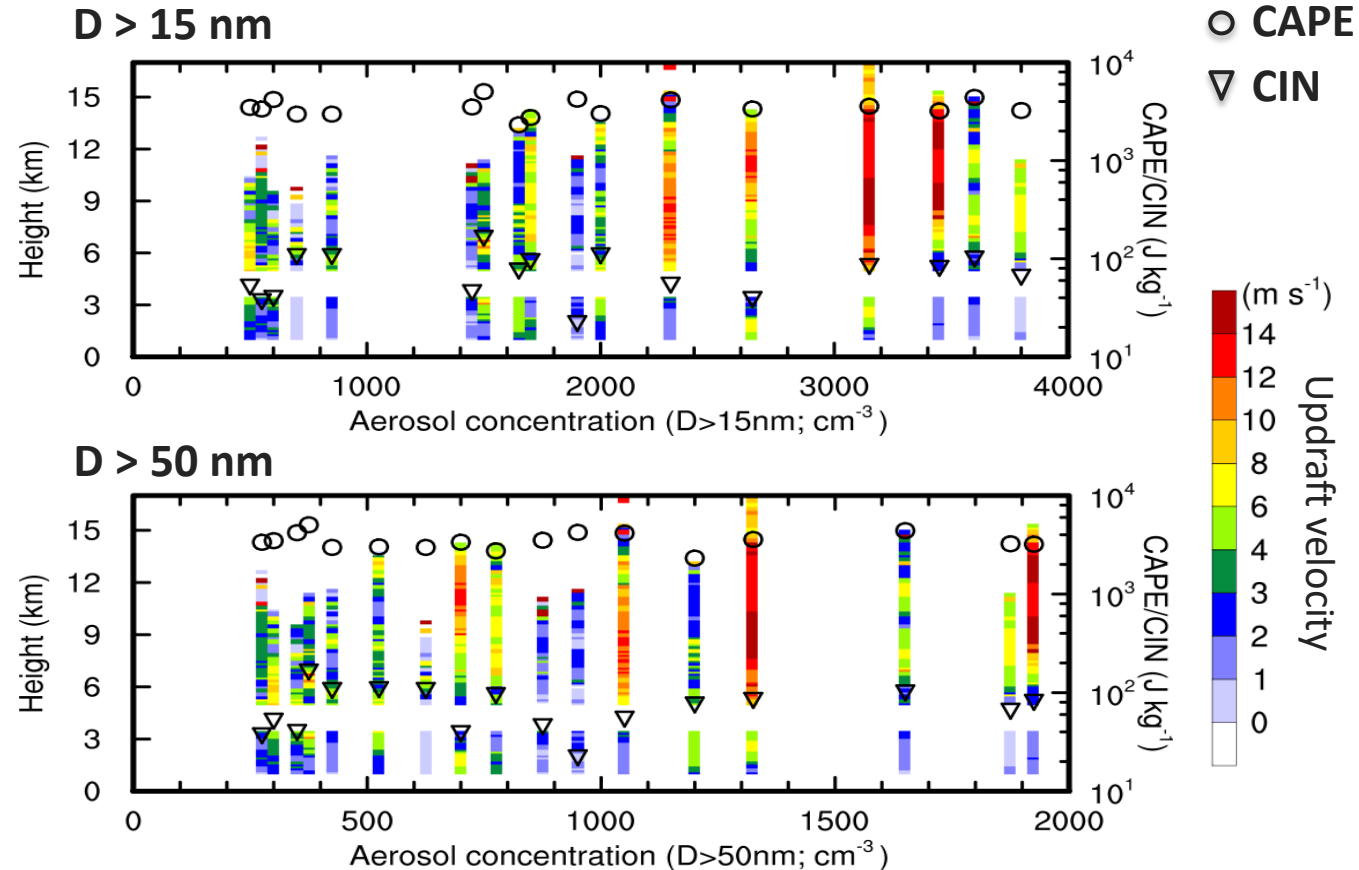 D > 15 nm
CAPE
CIN
15
12
9
6
3
0
Height (km)
10⁴
10³
10²
10¹
CAPE/CIN (J kg⁻¹)
0 1000 2000 3000 4000
Aerosol concentration (D>15nm; cm⁻³)
D > 50 nm
15
12
9
6
3
0
Height (km)
10⁴
10³
10²
10¹
CAPE/CIN (J kg⁻¹)
0 500 1000 1500 2000
Aerosol concentration (D>50nm; cm⁻³)
(m s⁻¹)
14
12
10
8
6
4
3
2
1
0
Updraft velocity